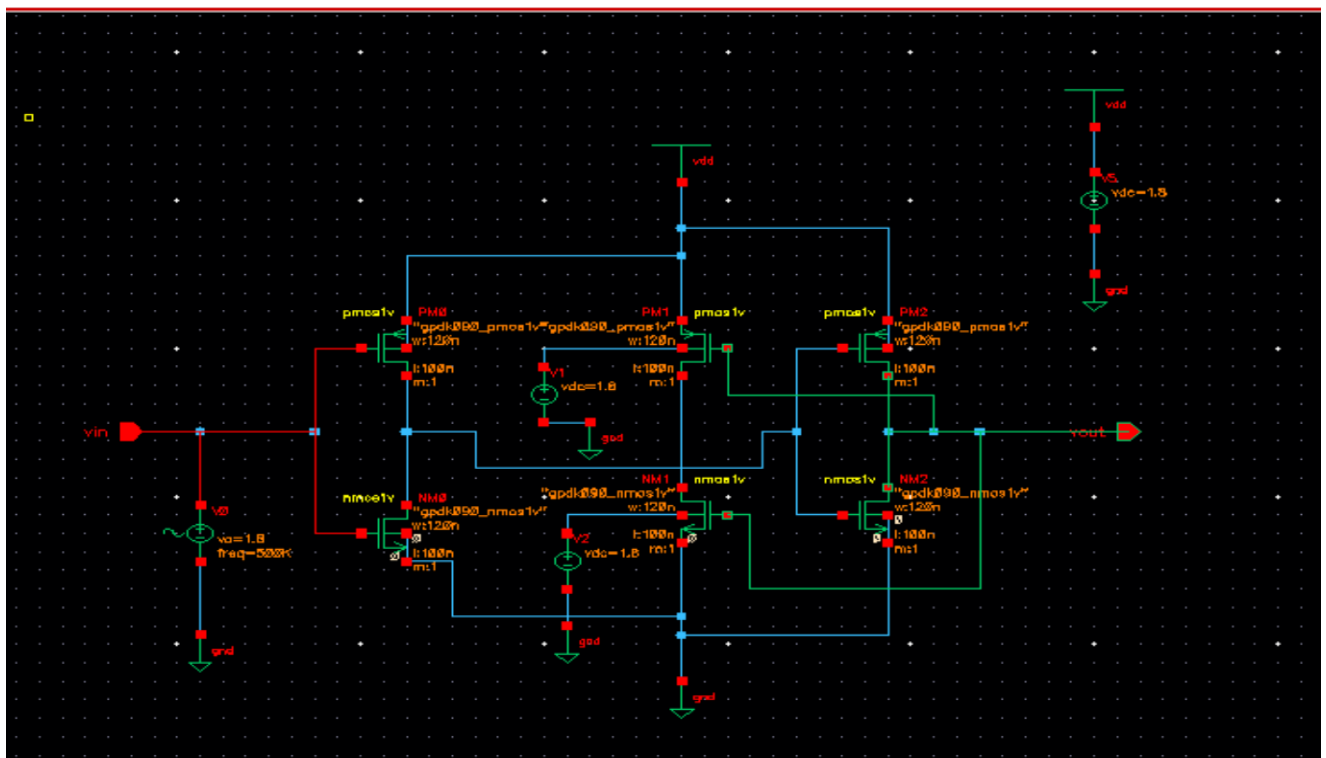 vdd
vdd
V5
vdc=1.8
gnd
pmos1v
PM0
"gpdk090_pmos1v"
w:120n
l:100n
m:1
PM1
pmos1v
"gpdk090_pmos1v"
w:120n
l:100n
m:1
pmos1v
PM2
"gpdk090_pmos1v"
w:120n
l:100n
m:1
V1
vdc=1.8
gnd
vin
vout
nmos1v
NM0
"gpdk090_nmos1v"
w:120n
l:100n
m:1
NM1
nmos1v
"gpdk090_nmos1v"
w:120n
l:100n
m:1
nmos1v
NM2
"gpdk090_nmos1v"
w:120n
l:100n
m:1
V0
va=1.8
freq=500K
gnd
V2
vdc=1.8
gnd
gnd